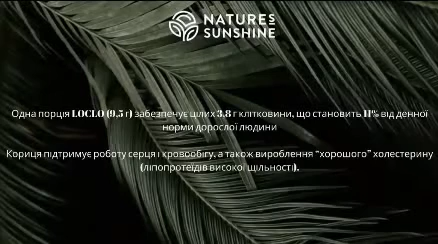 NATURE'S
SUNSHINE
Одна порція LOCLO (9,5 г) забезпечує цілих 3,8 г клітковини, що становить 11% від денної
норми дорослої людини
Кориця підтримує роботу серця і кровообігу, а також вироблення "хорошого" холестерину
(ліпопротеїдів високої щільності).